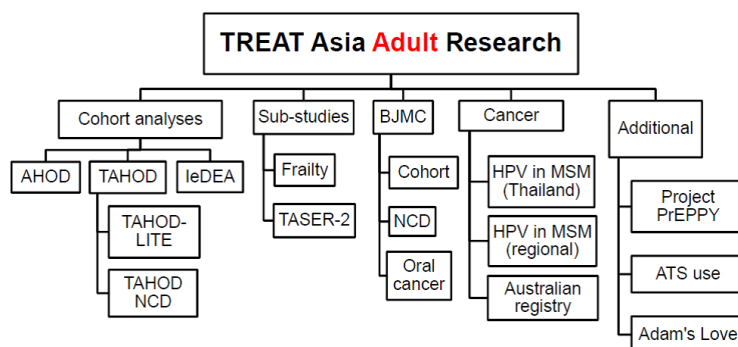 TREAT Asia Adult Research
Cohort analyses
Sub-studies
BJMC
Cancer
Additional
AHOD
TAHOD
IeDEA
TAHOD-
LITE
TAHOD
NCD
Frailty
TASER-2
Cohort
NCD
Oral
cancer
HPV in MSM
(Thailand)
HPV in MSM
(regional)
Australian
registry
Project
PrEPPY
ATS use
Adam's Love